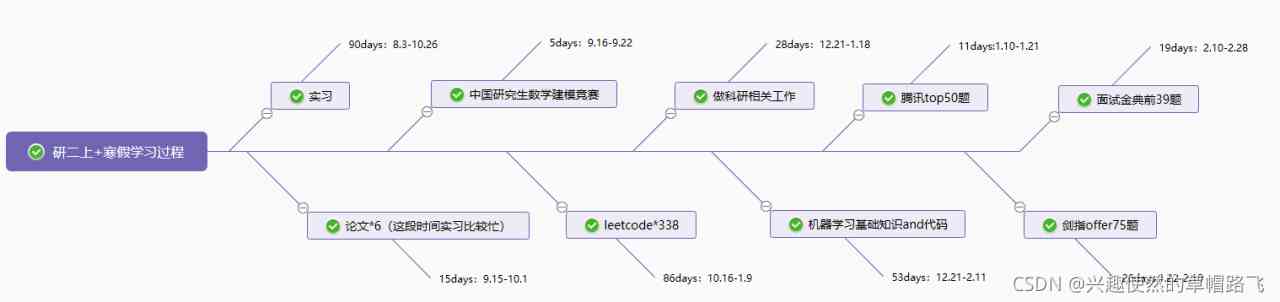 90days：8.3-10.26
5days：9.16-9.22
28days：12.21-1.18
11days:1.10-1.21
19days：2.10-2.28
实习
中国研究生数学建模竞赛
做科研相关工作
腾讯top50题
面试金典前39题
研二上+寒假学习过程
论文*6（这段时间实习比较忙）
leetcode*338
机器学习基础知识and代码
剑指offer75题
15days：9.15-10.1
86days：10.16-1.9
53days：12.21-2.11
CSDN @兴趣使然的草帽路飞